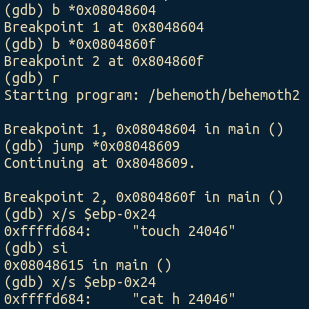 (gdb) b *0x08048604
Breakpoint 1 at 0x8048604
(gdb) b *0x0804860f
Breakpoint 2 at 0x804860f
(gdb) r
Starting program: /behemoth/behemoth2
Breakpoint 1, 0x08048604 in main ()
(gdb) jump *0x08048609
Continuing at 0x8048609.
Breakpoint 2, 0x0804860f in main ()
(gdb) x/s $ebp-0x24
0xffffd684:     "touch 24046"
(gdb) si
0x08048615 in main ()
(gdb) x/s $ebp-0x24
0xffffd684:     "cat h 24046"